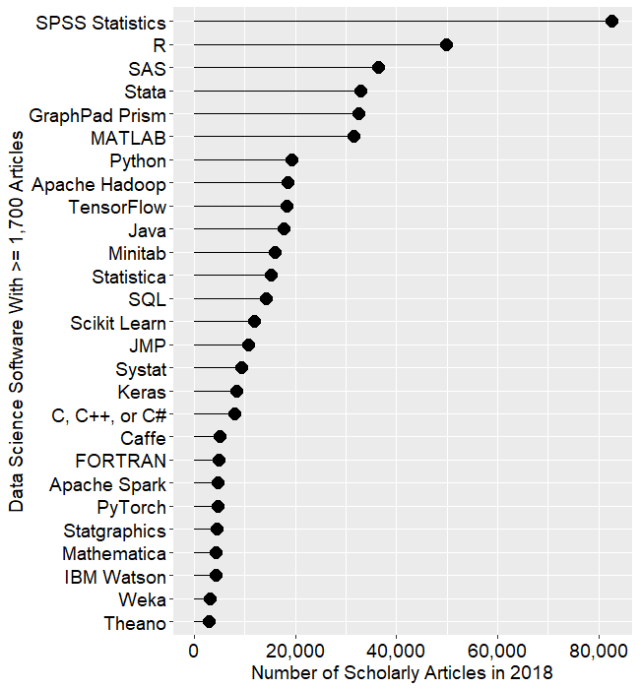 Data Science Software With >= 1,700 Articles
SPSS Statistics
R
SAS
Stata
GraphPad Prism
MATLAB
Python
Apache Hadoop
TensorFlow
Java
Minitab
Statistica
SQL
Scikit Learn
JMP
Systat
Keras
C, C++, or C#
Caffe
FORTRAN
Apache Spark
PyTorch
Statgraphics
Mathematica
IBM Watson
Weka
Theano
0 20,000 40,000 60,000 80,000
Number of Scholarly Articles in 2018